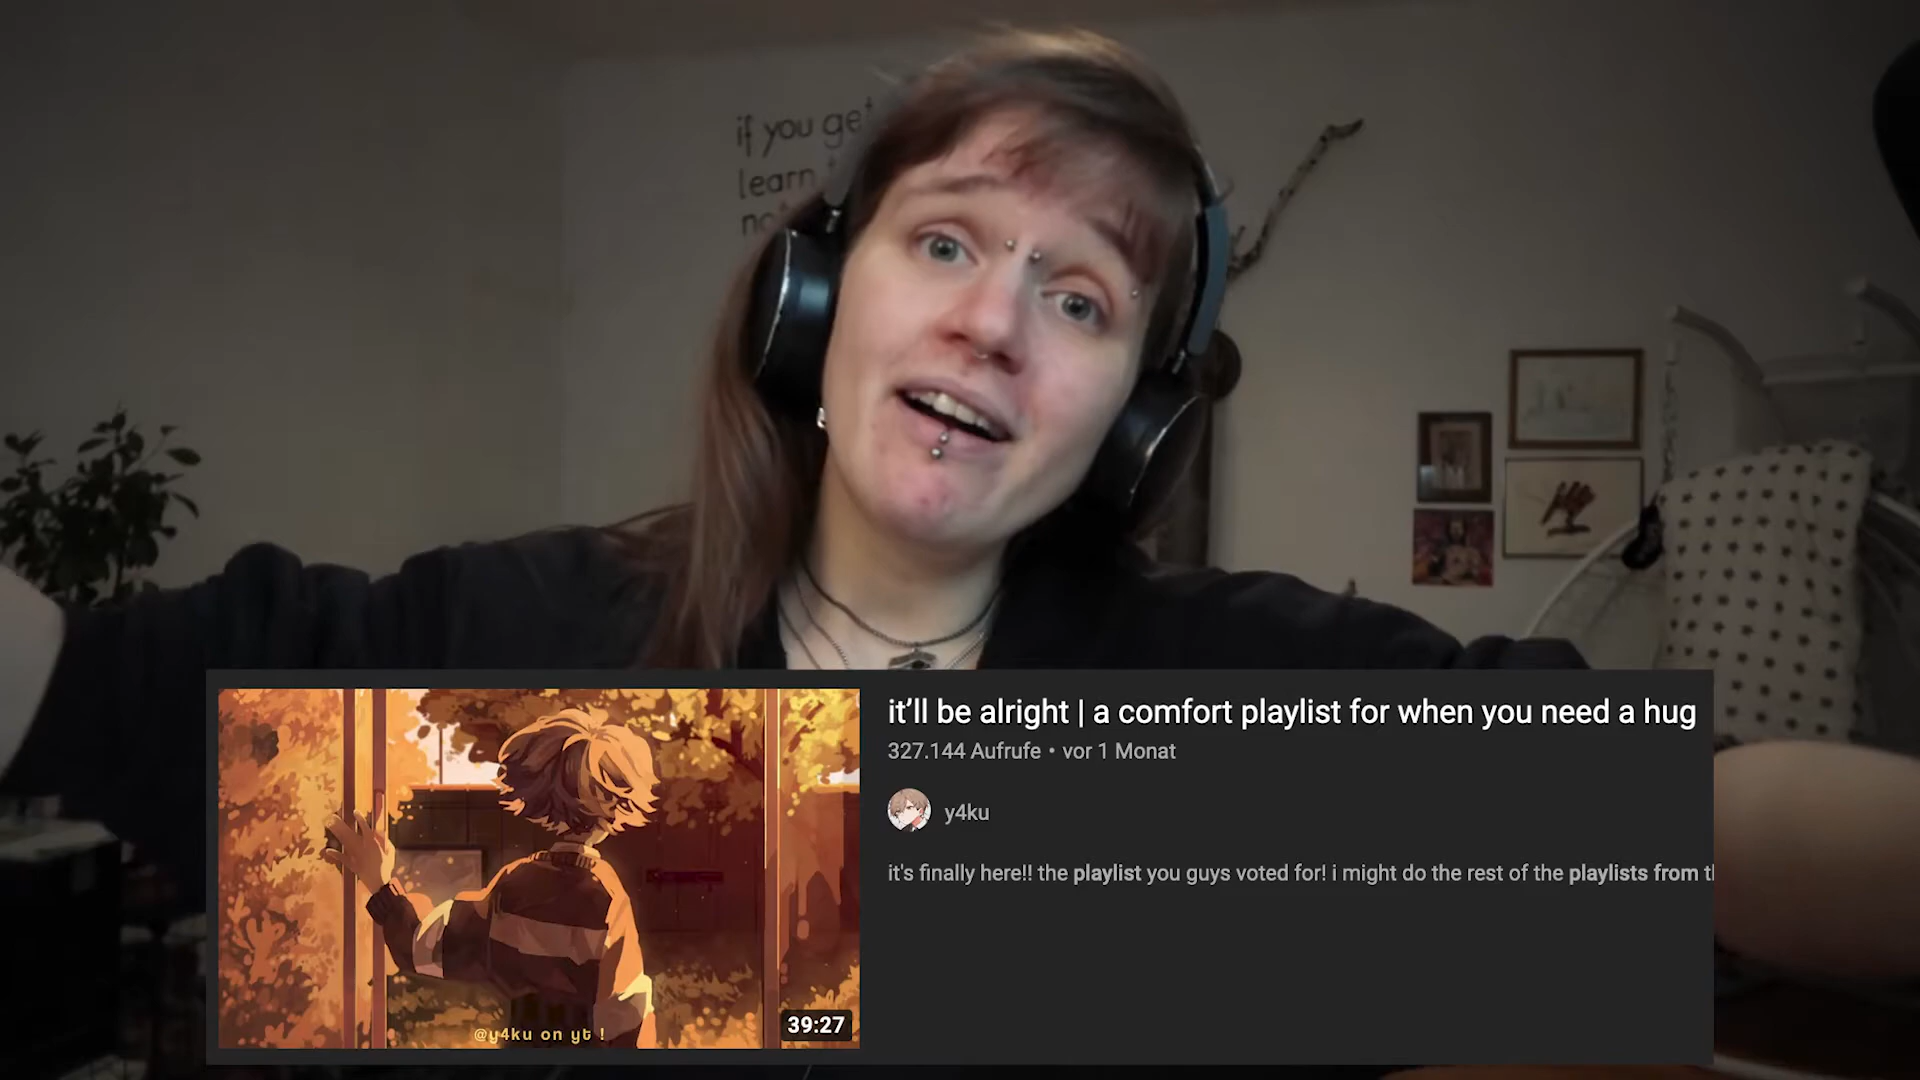 if you get
learn
it’ll be alright | a comfort playlist for when you need a hug
327.144 Aufrufe • vor 1 Monat
y4ku
it's finally here!! the playlist you guys voted for! i might do the rest of the playlists from
@y4ku on yt !
39:27